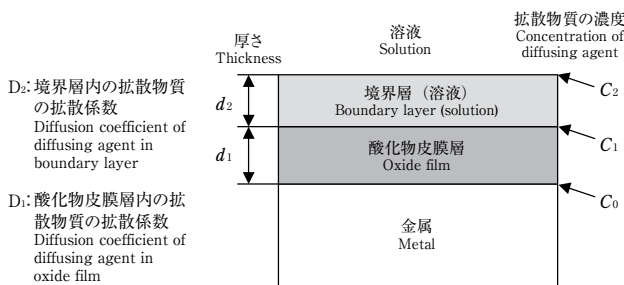 厚さ
Thickness
溶液
Solution
拡散物質の濃度
Concentration of
diffusing agent
D₂：境界層内の拡散物質
の拡散係数
Diffusion coefficient of
diffusing agent in
boundary layer
d₂
境界層（溶液）
Boundary layer (solution)
C₂
d₁
酸化物皮膜層
Oxide film
C₁
C₀
D₁：酸化物皮膜層内の拡
散物質の拡散係数
Diffusion coefficient of
diffusing agent in
oxide film
金属
Metal